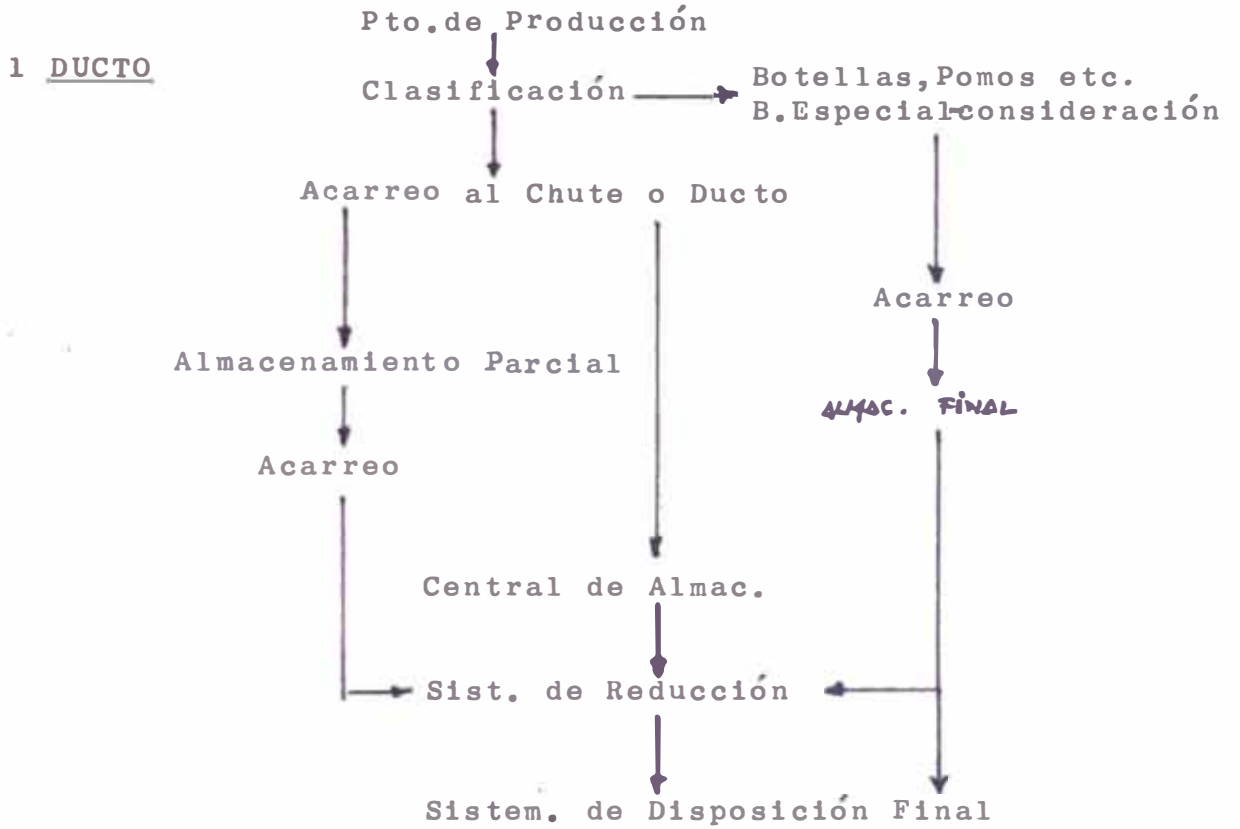 Pto.de Producción
1 DUCTO
Clasificación
Botellas,Pomos etc.
B.Especial-consideración
Acarreo al Chute o Ducto
Acarreo
Almacenamiento Parcial
ALMAC. FINAL
Acarreo
Central de Almac.
Sist. de Reducción
Sistem. de Disposición Final